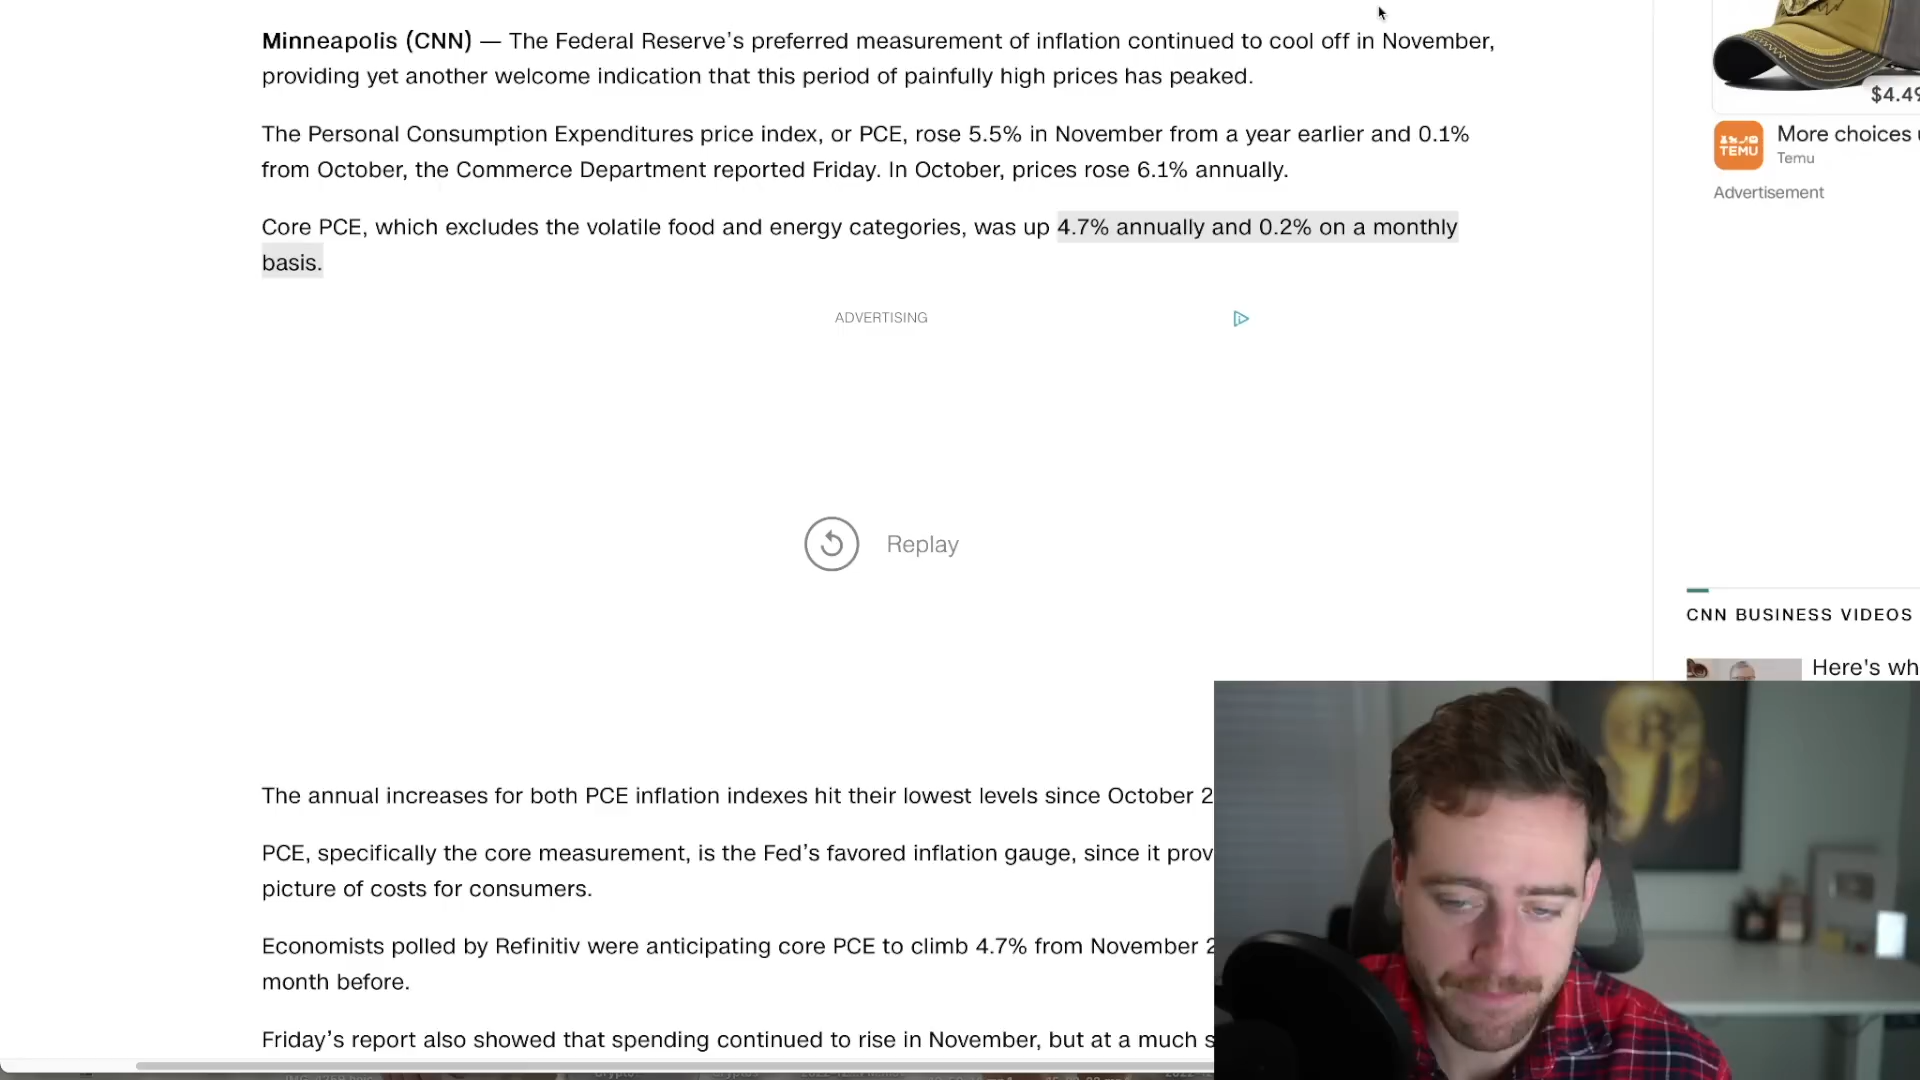 Minneapolis (CNN) — The Federal Reserve's preferred measurement of inflation continued to cool off in November,
providing yet another welcome indication that this period of painfully high prices has peaked.
The Personal Consumption Expenditures price index, or PCE, rose 5.5% in November from a year earlier and 0.1%
from October, the Commerce Department reported Friday. In October, prices rose 6.1% annually.
Core PCE, which excludes the volatile food and energy categories, was up 4.7% annually and 0.2% on a monthly
basis.
ADVERTISING
Replay
The annual increases for both PCE inflation indexes hit their lowest levels since October 2
PCE, specifically the core measurement, is the Fed's favored inflation gauge, since it prov
picture of costs for consumers.
Economists polled by Refinitiv were anticipating core PCE to climb 4.7% from November 2
month before.
Friday's report also showed that spending continued to rise in November, but at a much s
$4.49
TEMU
More choices u
Temu
Advertisement
CNN BUSINESS VIDEOS
Here's wh